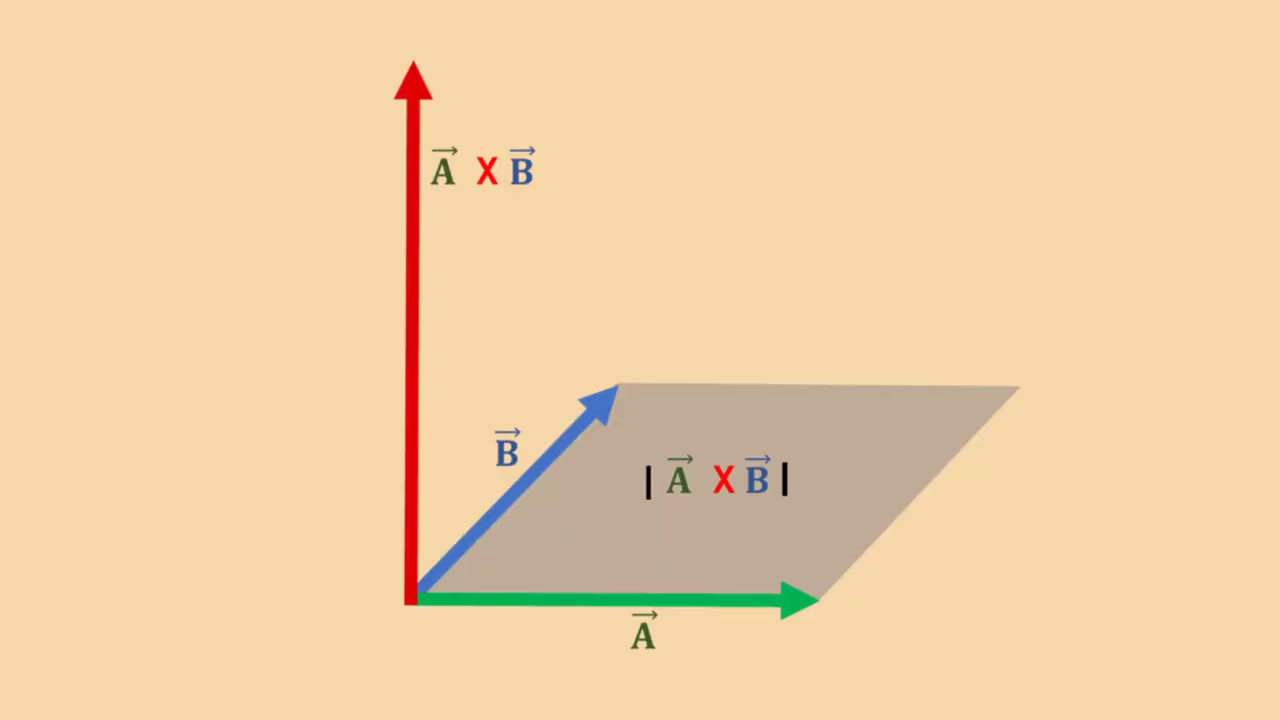 A⃗ X B⃗
B⃗
| A⃗ X B⃗ |
A⃗